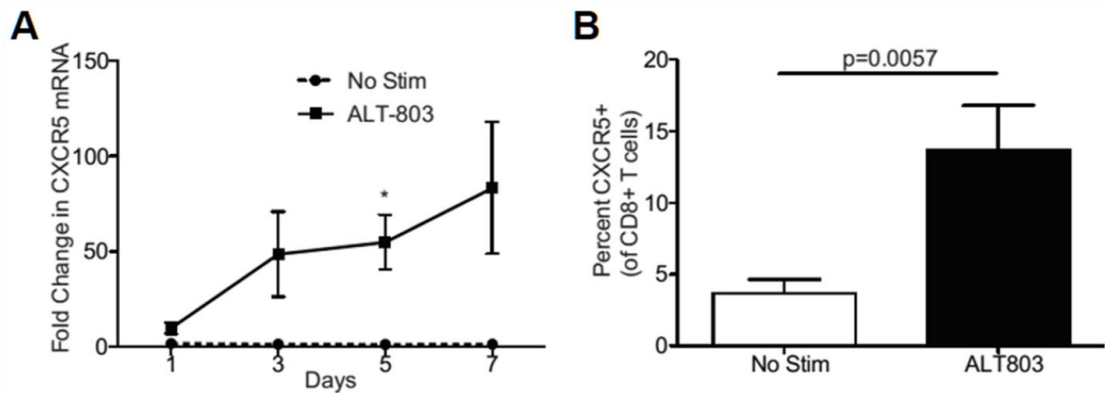 A
Fold Change in CXCR5 mRNA
150
100
50
0
No Stim
ALT-803
*
1 3 5 7
Days
B
Percent CXCR5+
(of CD8+ T cells)
20
15
10
5
0
p=0.0057
No Stim ALT803